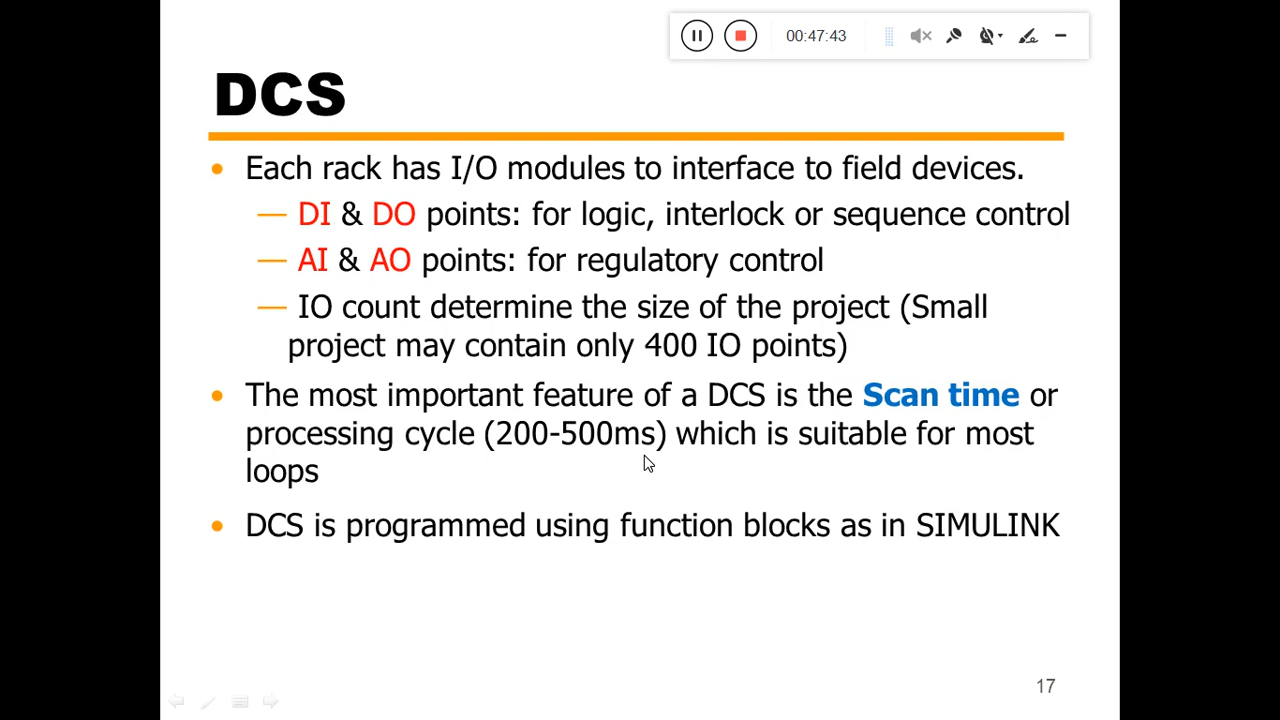 00:47:43
DCS
• Each rack has I/O modules to interface to field devices.
— DI & DO points: for logic, interlock or sequence control
— AI & AO points: for regulatory control
— IO count determine the size of the project (Small
project may contain only 400 IO points)
• The most important feature of a DCS is the Scan time or
processing cycle (200-500ms) which is suitable for most
loops
• DCS is programmed using function blocks as in SIMULINK
17